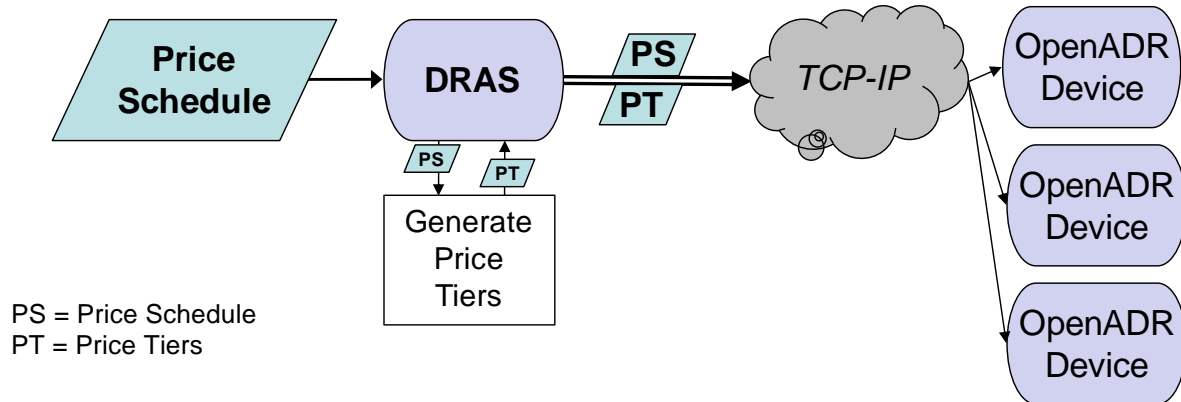 Price
Schedule
DRAS
PS
PT
TCP-IP
OpenADR
Device
PS
PT
Generate
Price
Tiers
OpenADR
Device
OpenADR
Device
PS = Price Schedule
PT = Price Tiers